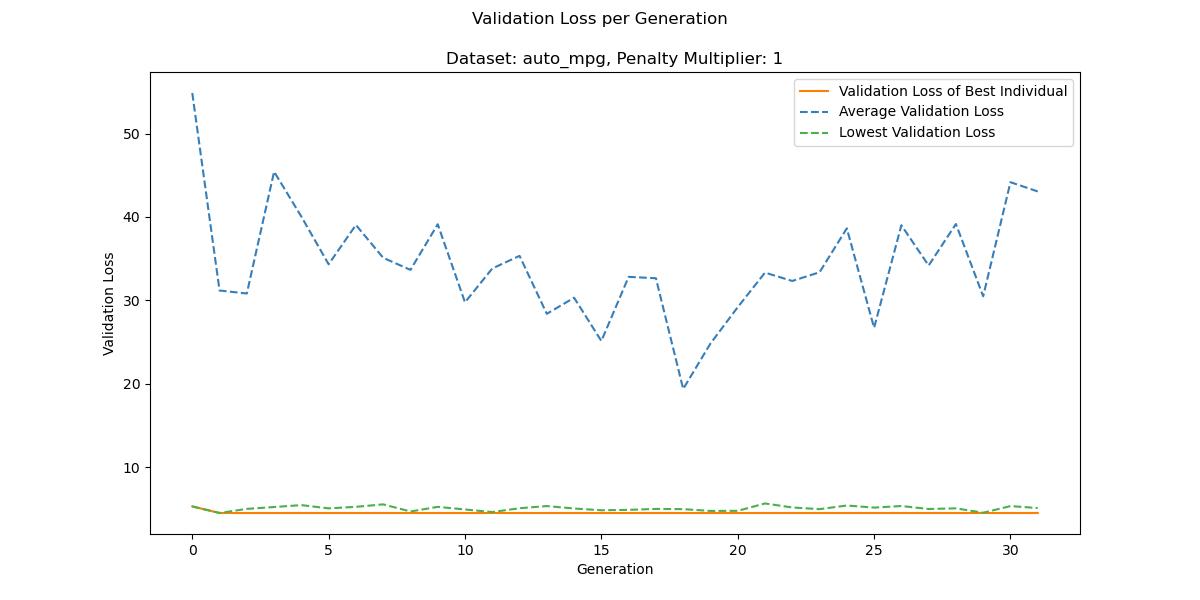 Validation Loss per Generation
Dataset: auto_mpg, Penalty Multiplier: 1
Validation Loss of Best Individual
Average Validation Loss
Lowest Validation Loss
Validation Loss
50
40
30
20
10
0 5 10 15 20 25 30
Generation